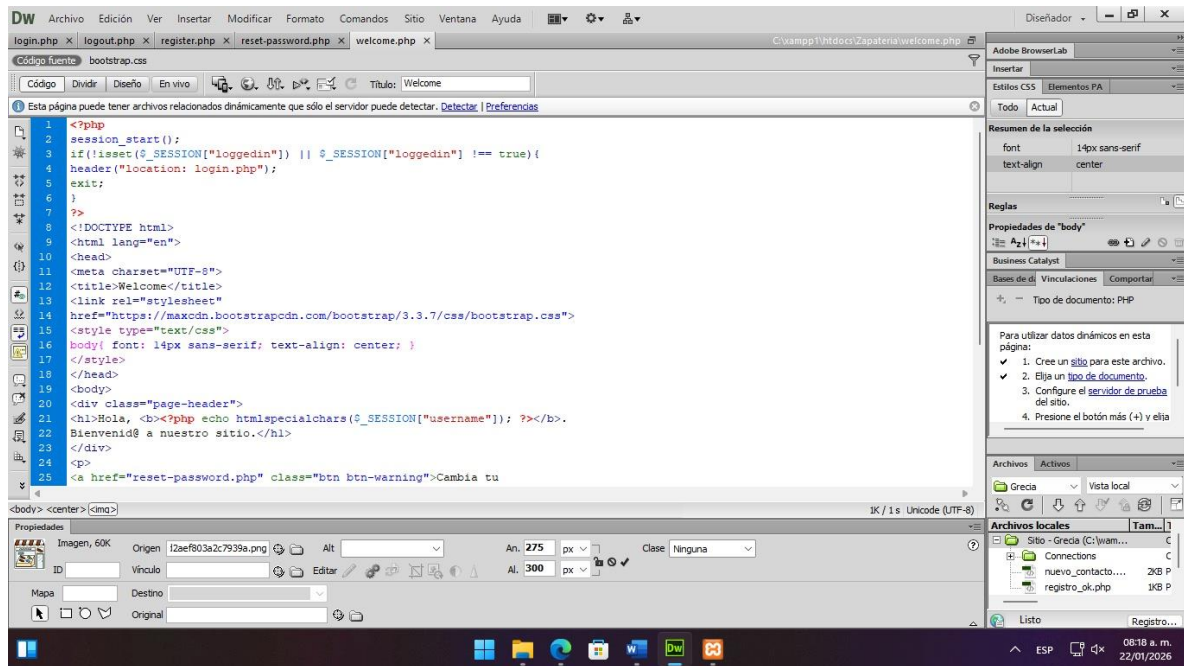 DW Archivo Edición Ver Insertar Modificar Formato Comandos Sitio Ventana Ayuda Diseñador
login.php × logout.php × register.php × reset-password.php × welcome.php × C:\xampp1\htdocs\Zapateria\welcome.php
Código fuente bootstrap.css
Código Dividir Diseño En vivo Título: Welcome
Esta página puede tener archivos relacionados dinámicamente que sólo el servidor puede detectar. Detectar | Preferencias
1 <?php
2 session_start();
3 if(!isset($_SESSION["loggedin"]) || $_SESSION["loggedin"] !== true){
4 header("location: login.php");
5 exit;
6 }
7 ?>
8 <!DOCTYPE html>
9 <html lang="en">
10 <head>
11 <meta charset="UTF-8">
12 <title>Welcome</title>
13 <link rel="stylesheet"
14 href="https://maxcdn.bootstrapcdn.com/bootstrap/3.3.7/css/bootstrap.css">
15 <style type="text/css">
16 body{ font: 14px sans-serif; text-align: center; }
17 </style>
18 </head>
19 <body>
20 <div class="page-header">
21 <h1>Hola, <b><?php echo htmlspecialchars($_SESSION["username"]); ?></b>.
22 Bienvenid@ a nuestro sitio.</h1>
23 </div>
24 <p>
25 <a href="reset-password.php" class="btn btn-warning">Cambia tu
<body> <center> <img> 1K / 1 s Unicode (UTF-8)
Propiedades
Imagen, 60K Origen i2aef803a2c7939a.png Alt An. 275 px Clase Ninguna
ID Vínculo Editar Al. 300 px
Mapa Destino
Original
Adobe BrowserLab
Insertar
Estilos CSS Elementos PA
Todo Actual
Resumen de la selección
font 14px sans-serif
text-align center
Reglas
Propiedades de "body"
Business Catalyst
Bases de d Vinculaciones Comportar
Tipo de documento: PHP
Para utilizar datos dinámicos en esta
página:
1. Cree un sitio para este archivo.
2. Elija un tipo de documento.
3. Configure el servidor de prueba
del sitio.
4. Presione el botón más (+) y elija
Archivos Activos
Grecia Vista local
Archivos locales Tam...
Sitio - Grecia (C:\wam...
Connections
nuevo_contacto.... 2KB P
registro_ok.php 1KB P
Listo Registro...
ESP 08:18 a. m.
22/01/2026